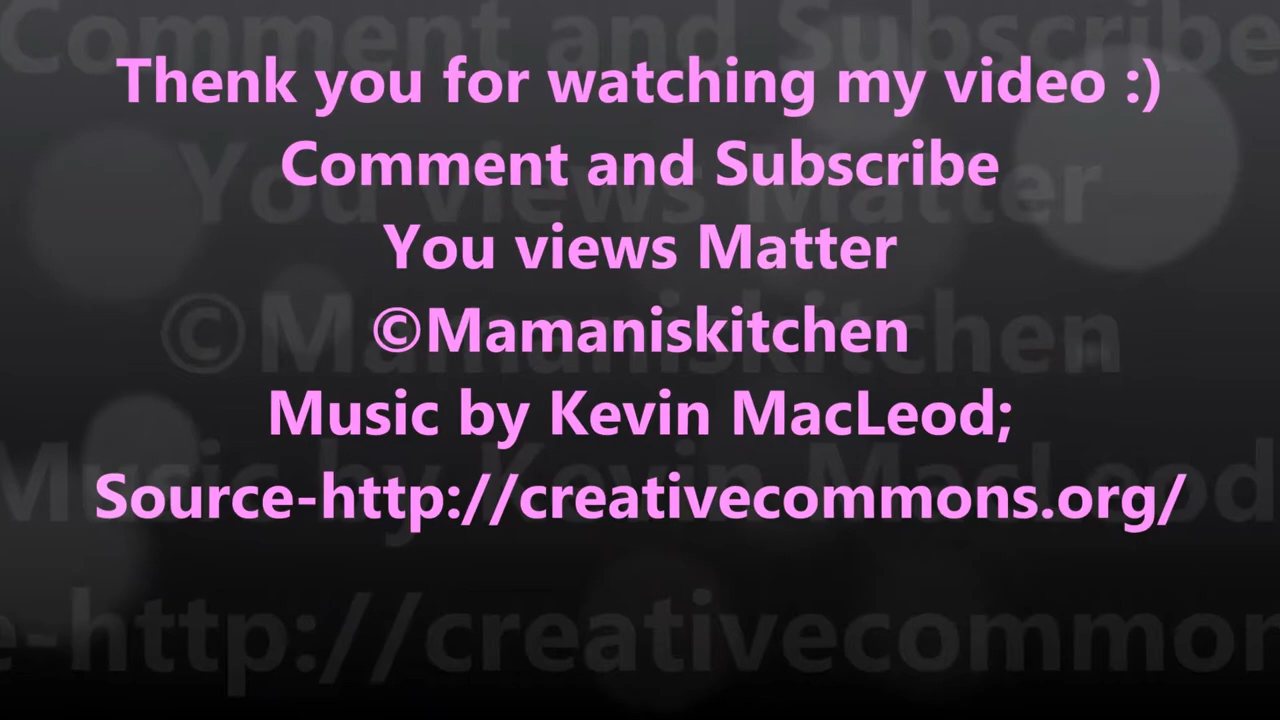 Thenk you for watching my video :)
Comment and Subscribe
You views Matter
©Mamaniskitchen
Music by Kevin MacLeod;
Source-http://creativecommons.org/